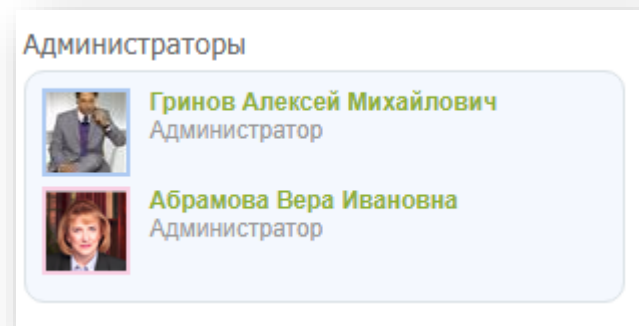 Администраторы
Гринов Алексей Михайлович
Администратор
Абрамова Вера Ивановна
Администратор